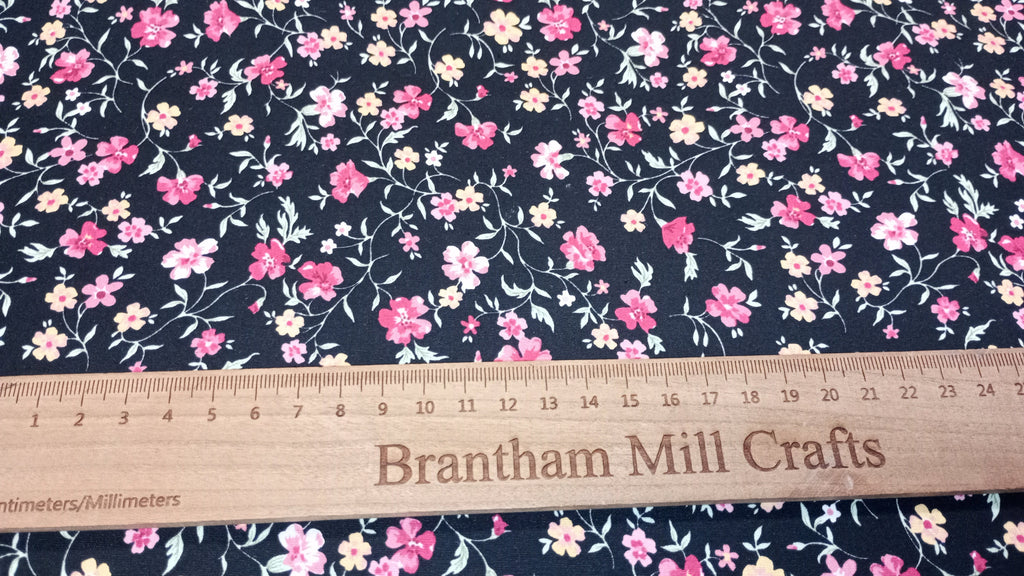 1 2 3 4 5 6 7 8 9 10 11 12 13 14 15 16 17 18 19 20 21 22 23 24
Brantham Mill Crafts
ntimeters/Millimeters